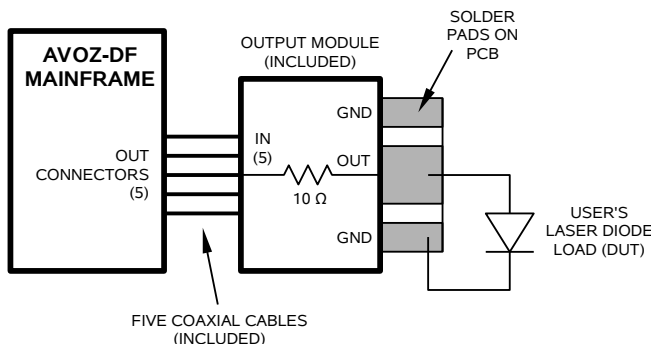 AVOZ-DF
MAINFRAME
OUT
CONNECTORS
(5)
OUTPUT MODULE
(INCLUDED)
IN
(5)
10 Ω
GND
OUT
GND
SOLDER
PADS ON
PCB
USER'S
LASER DIODE
LOAD (DUT)
FIVE COAXIAL CABLES
(INCLUDED)